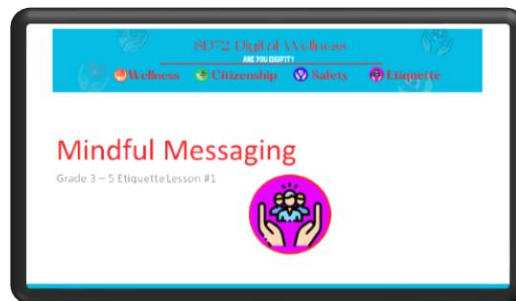 SD72 Digital Wellness
ARE YOU DIGIFIT?
Wellness Citizenship Safety Etiquette
Mindful Messaging
Grade 3 – 5 Etiquette Lesson #1